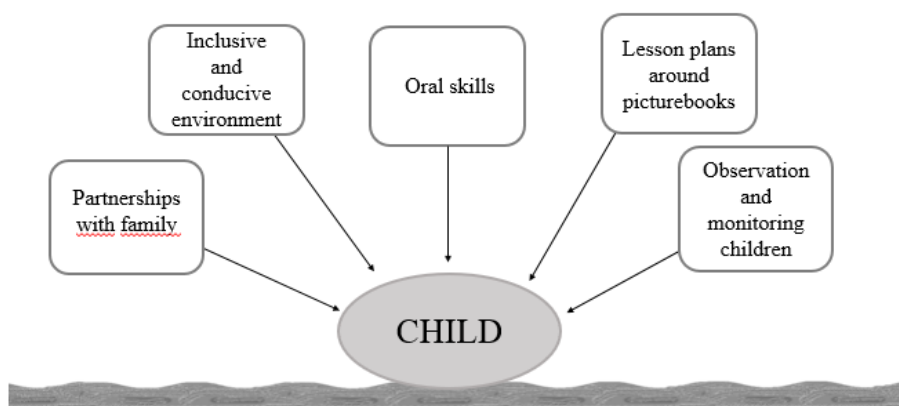 Inclusive
and
conducive
environment
Oral skills
Lesson plans
around
picturebooks
Partnerships
with family
Observation
and
monitoring
children
CHILD